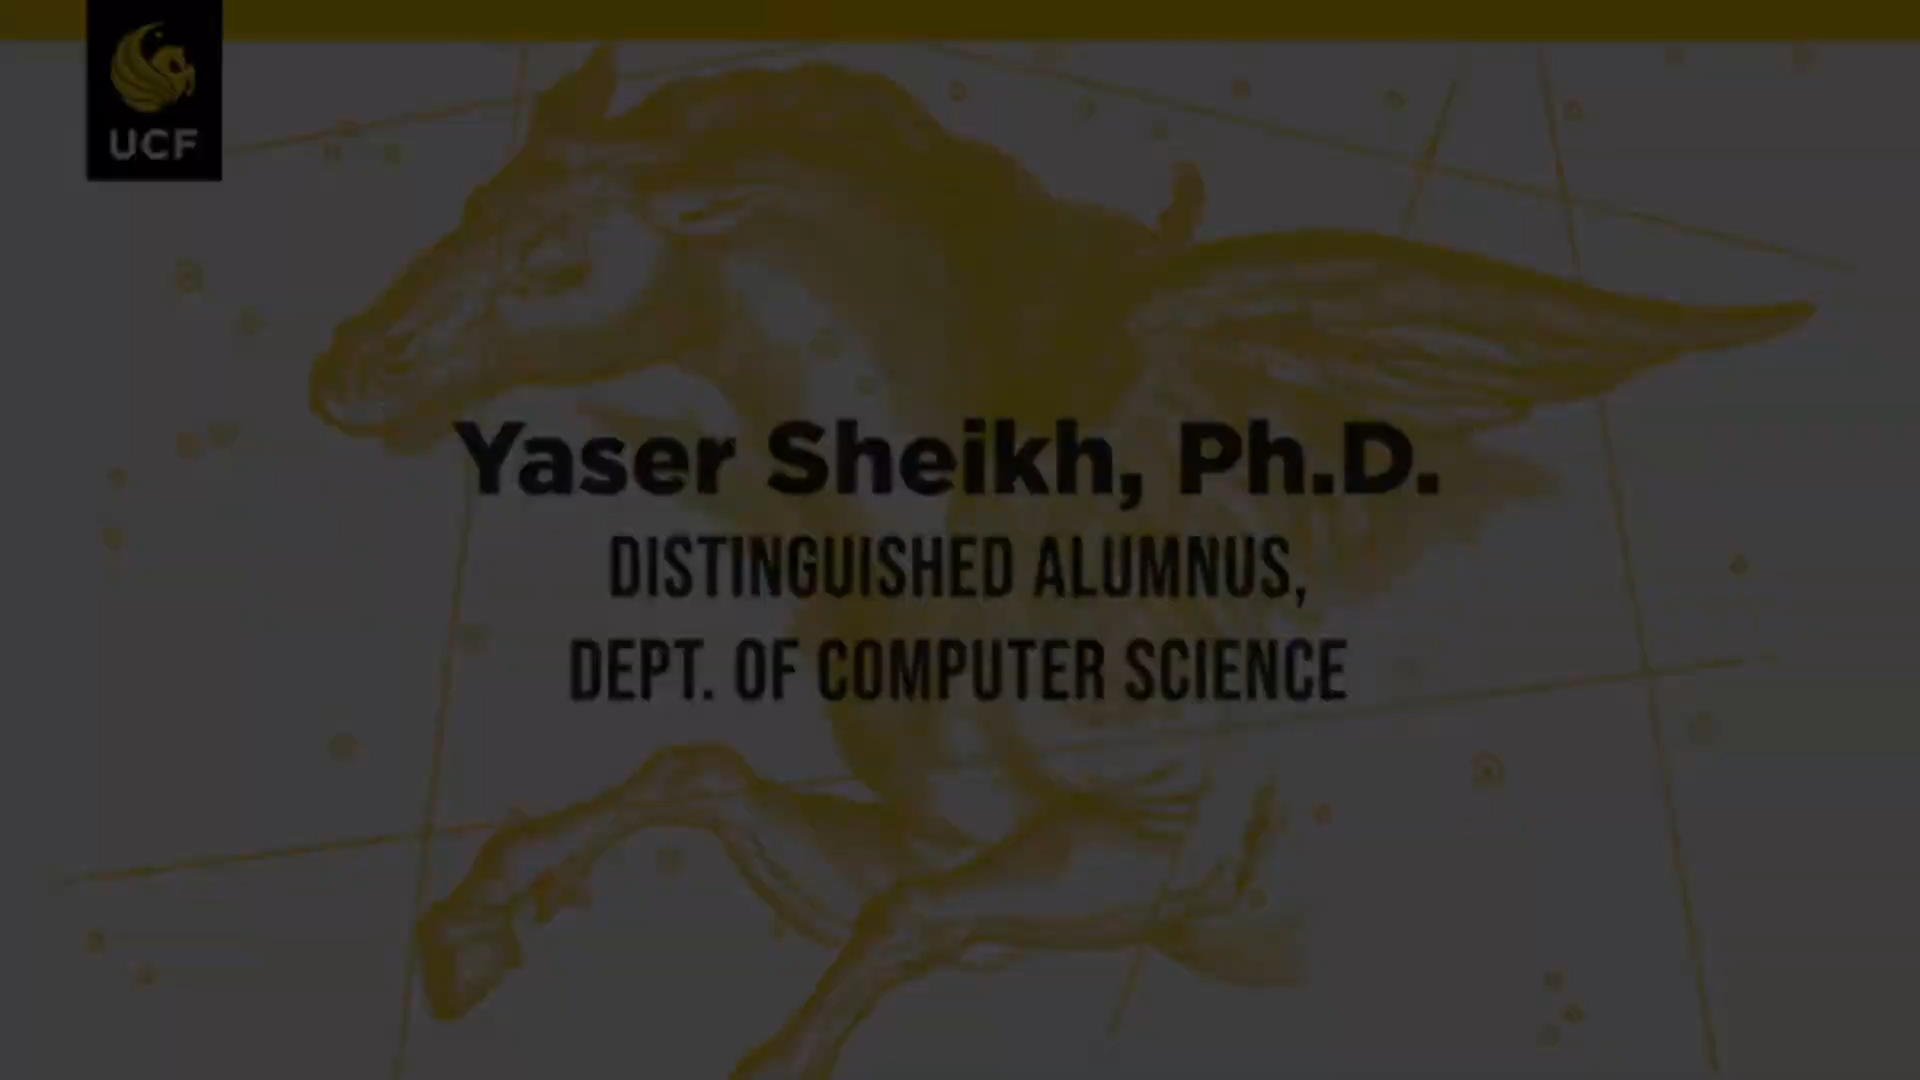 UCF
Yaser Sheikh, Ph.D.
DISTINGUISHED ALUMNUS,
DEPT. OF COMPUTER SCIENCE